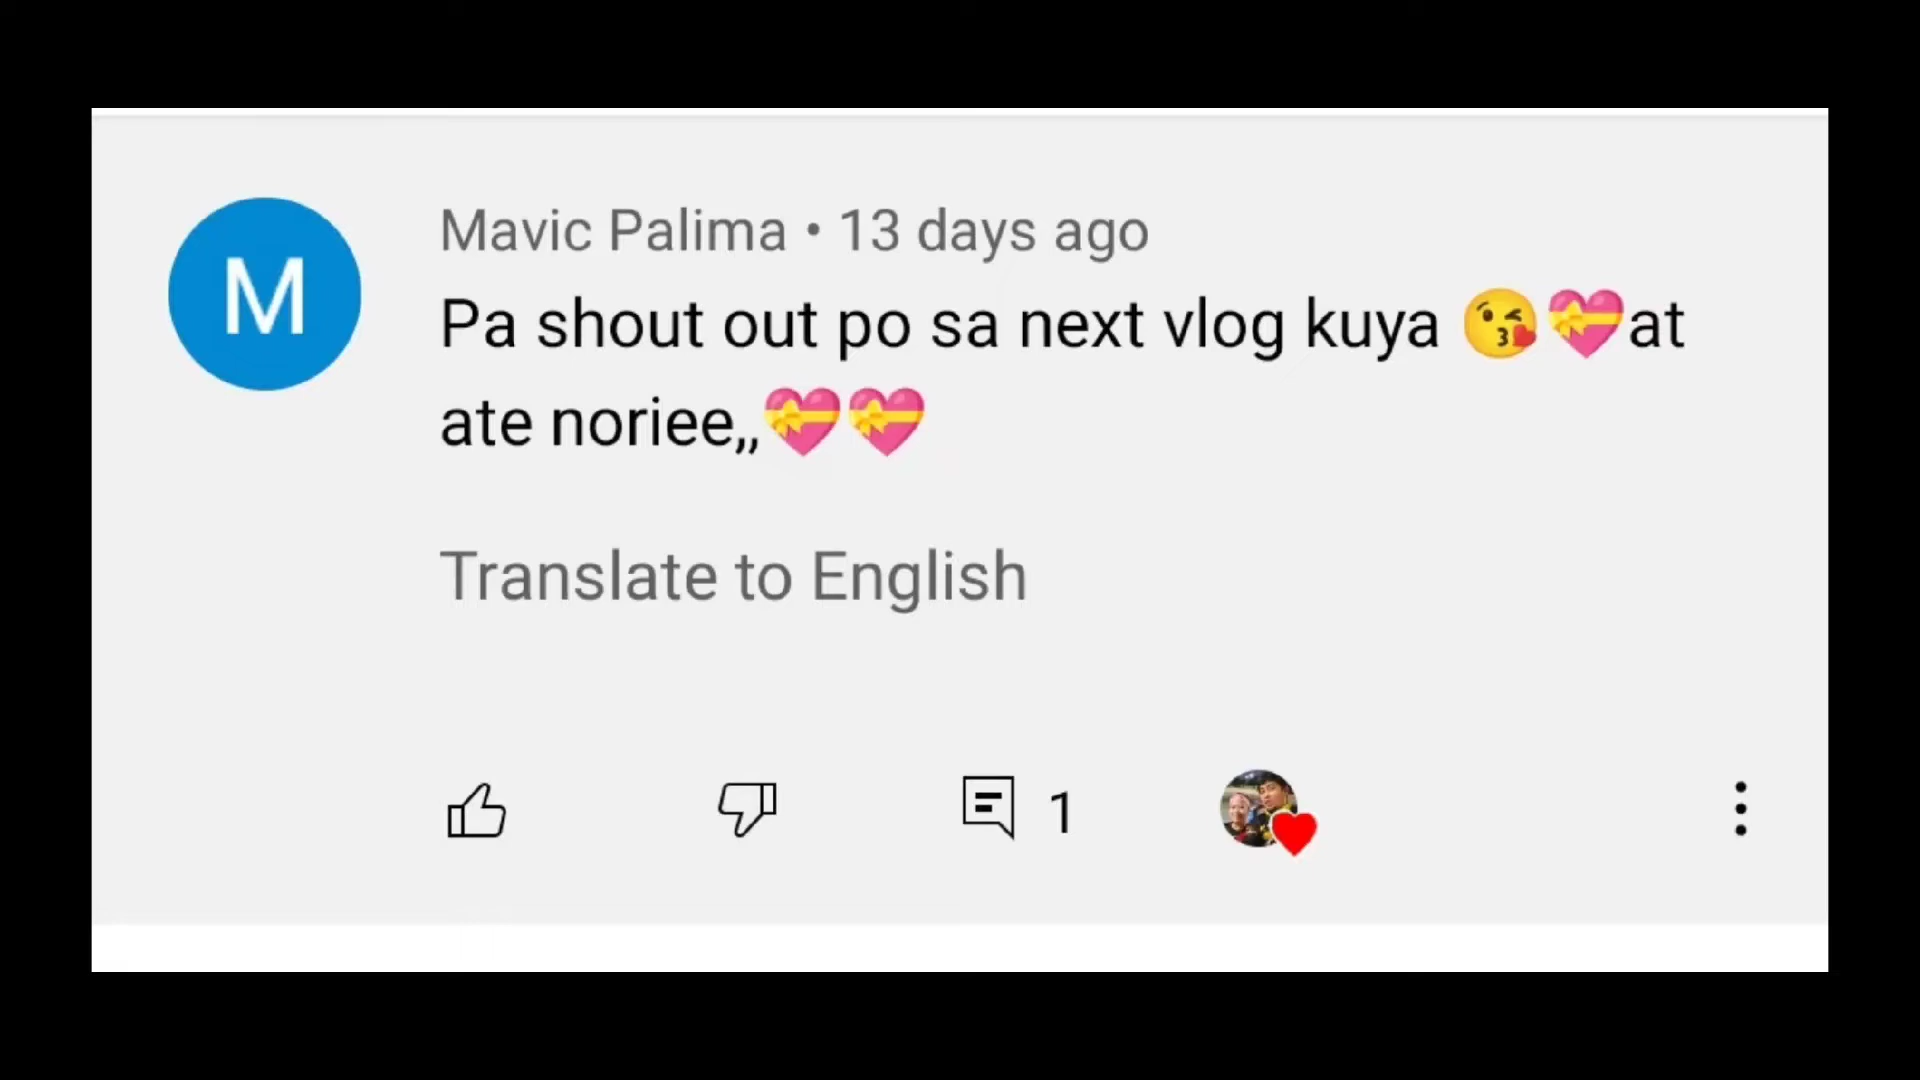 M
Mavic Palima • 13 days ago
Pa shout out po sa next vlog kuya 😘💝at
ate noriee,,💝💝
Translate to English
1